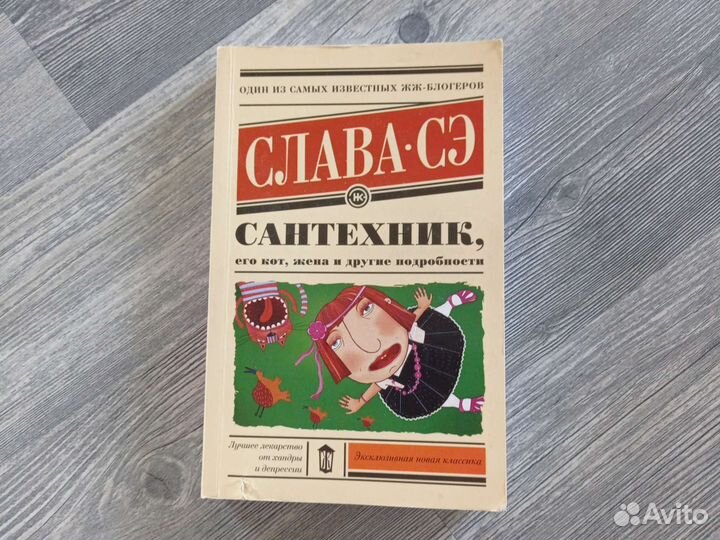 ОДИН ИЗ САМЫХ ИЗВЕСТНЫХ ЖЖ-БЛОГЕРОВ
СЛАВА·СЭ
НК
САНТЕХНИК,
его кот, жена и другие подробности
Лучшее лекарство
от хандры
и депрессии
Эксклюзивная новая классика
Avito